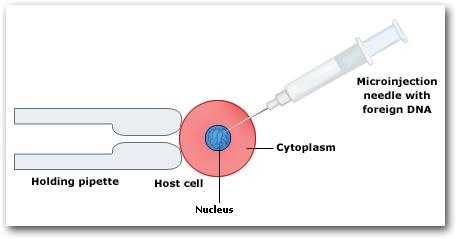 Microinjection
needle with
foreign DNA
Cytoplasm
Holding pipette
Host cell
Nucleus